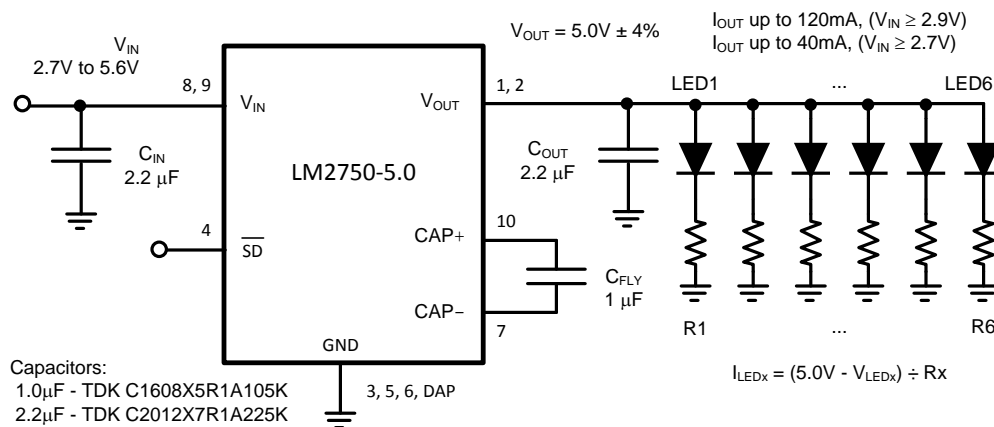 V_IN
2.7V to 5.6V
8, 9
V_IN
C_IN
2.2 μF
4
SD
LM2750-5.0
V_OUT
1, 2
CAP+
10
CAP−
7
GND
3, 5, 6, DAP
C_OUT
2.2 μF
C_FLY
1 μF
V_OUT = 5.0V ± 4%
I_OUT up to 120mA, (V_IN ≥ 2.9V)
I_OUT up to 40mA, (V_IN ≥ 2.7V)
LED1
...
LED6
R1
...
R6
I_LEDx = (5.0V - V_LEDx) ÷ Rx
Capacitors:
1.0μF - TDK C1608X5R1A105K
2.2μF - TDK C2012X7R1A225K